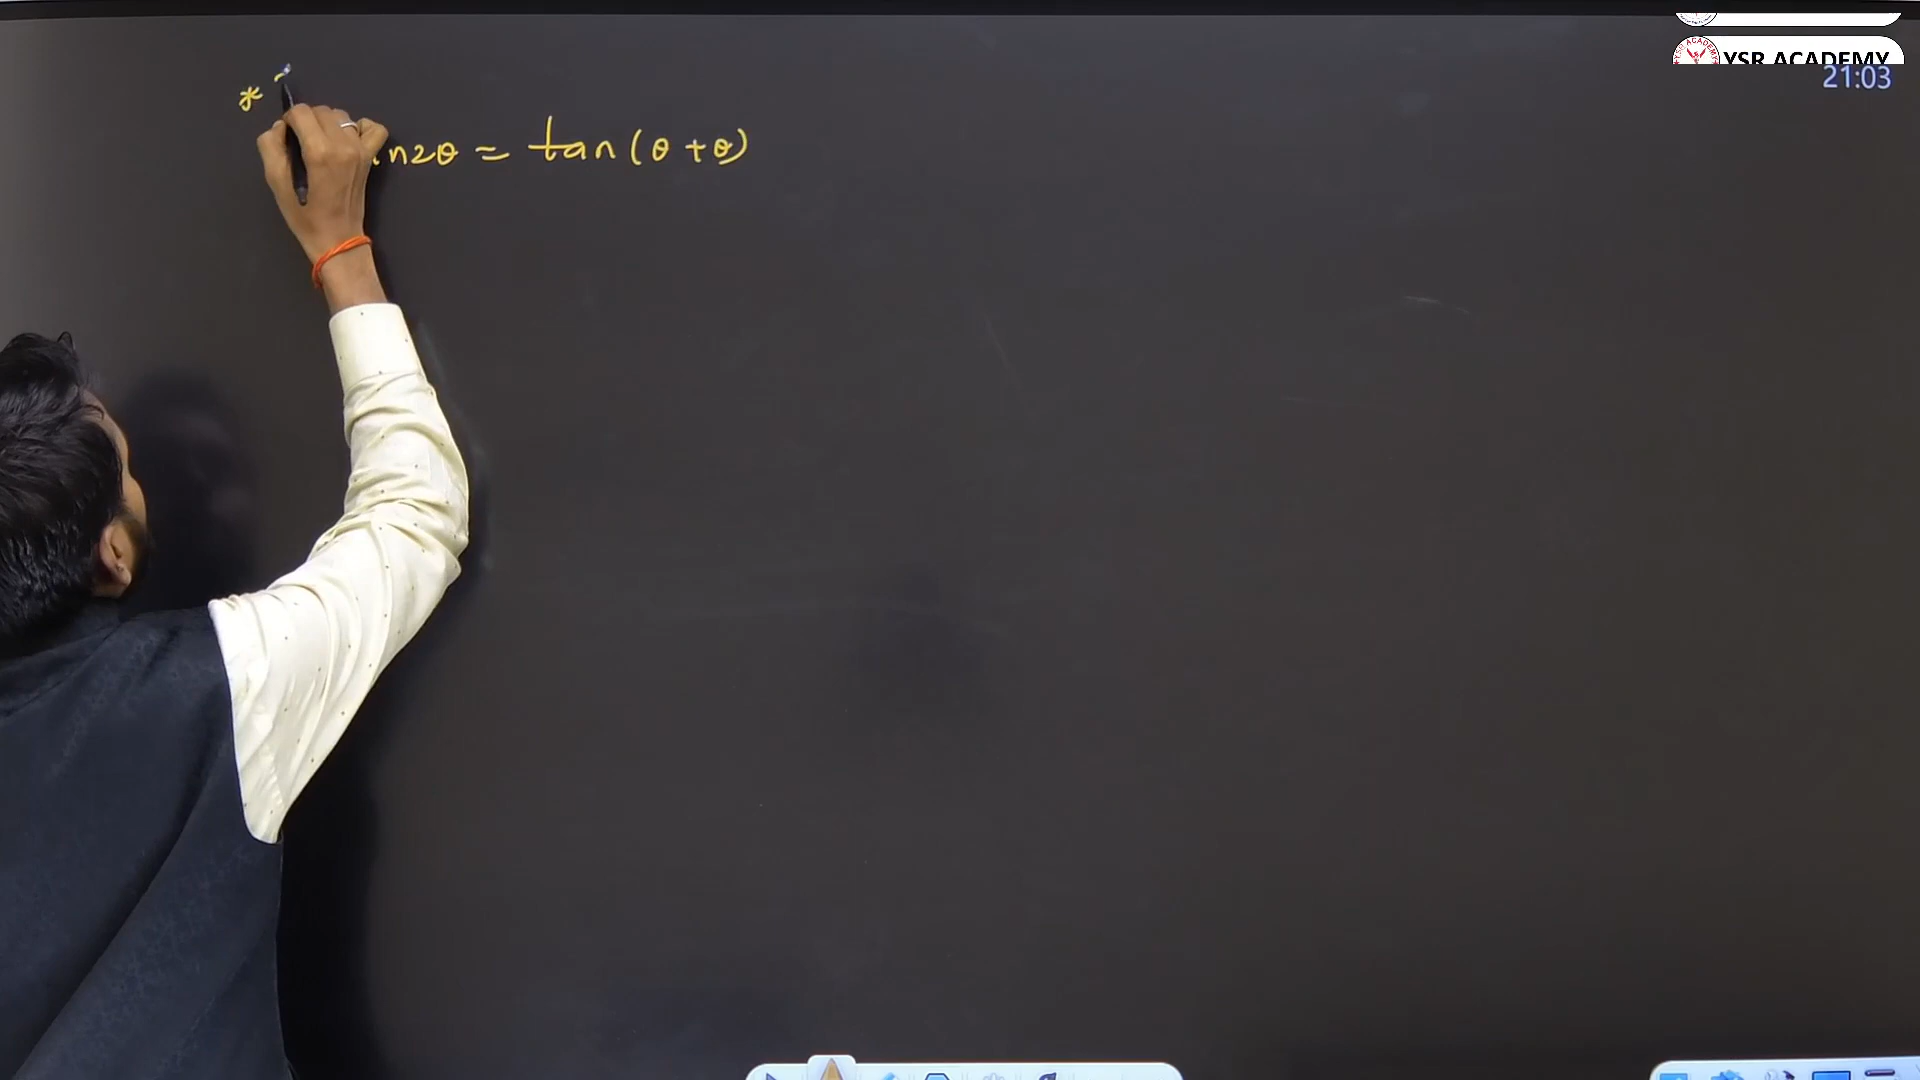 YSR ACADEMY
21:03
*
n2θ = tan(θ+θ)